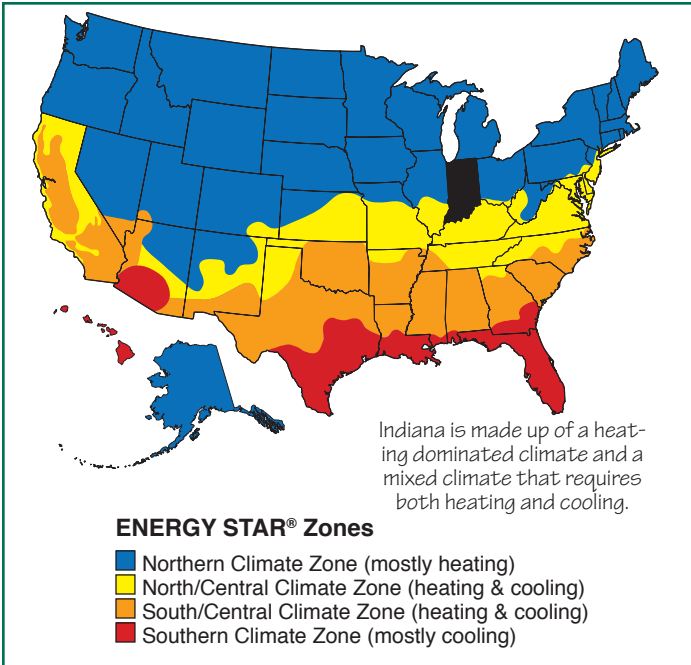 Indiana is made up of a heat-
ing dominated climate and a
mixed climate that requires
both heating and cooling.
ENERGY STAR® Zones
Northern Climate Zone (mostly heating)
North/Central Climate Zone (heating & cooling)
South/Central Climate Zone (heating & cooling)
Southern Climate Zone (mostly cooling)